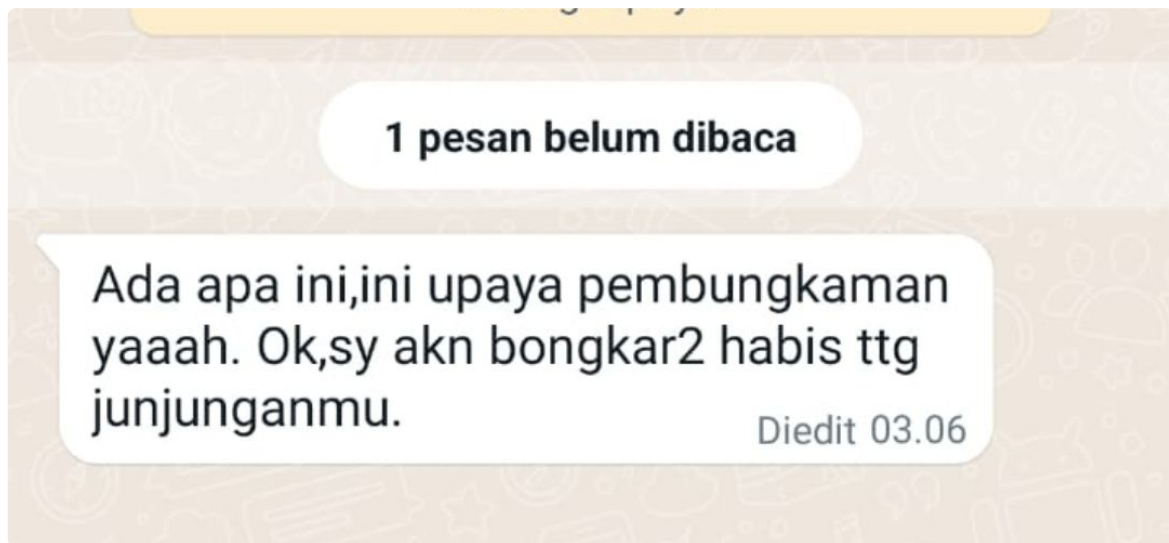 1 pesan belum dibaca
Ada apa ini,ini upaya pembungkaman
yaaah. Ok,sy akn bongkar2 habis ttg
junjunganmu.
Diedit 03.06